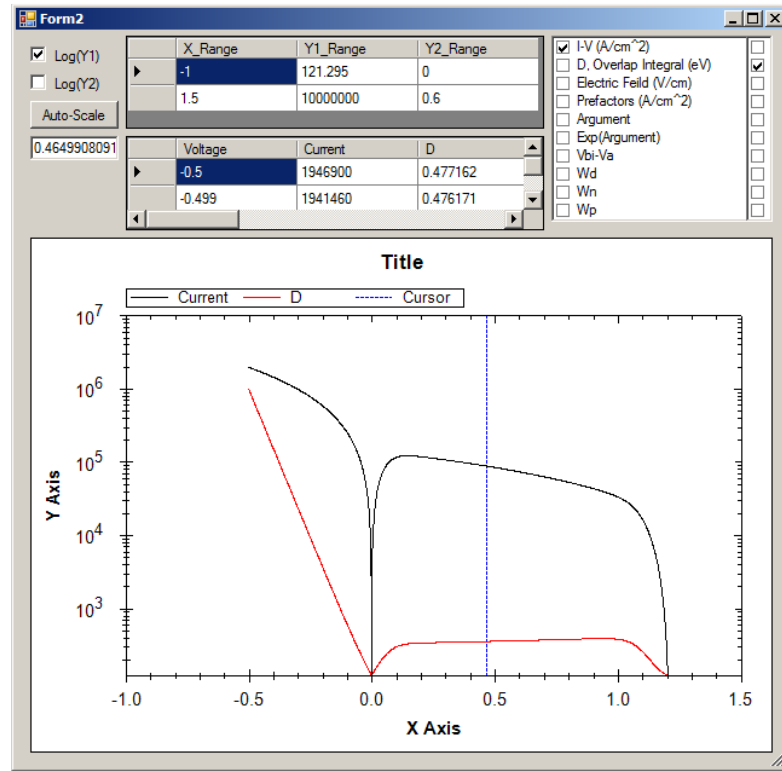 Form2
Log(Y1)
Log(Y2)
Auto-Scale
0.4649908091
X_Range Y1_Range Y2_Range
-1 121.295 0
1.5 10000000 0.6
Voltage Current D
-0.5 1946900 0.477162
-0.499 1941460 0.476171
I-V (A/cm^2)
D, Overlap Integral (eV)
Electric Feild (V/cm)
Prefactors (A/cm^2)
Argument
Exp(Argument)
Vbi-Va
Wd
Wn
Wp
Title
Current D Cursor
10^7
10^6
10^5
10^4
10^3
Y Axis
-1.0 -0.5 0.0 0.5 1.0 1.5
X Axis